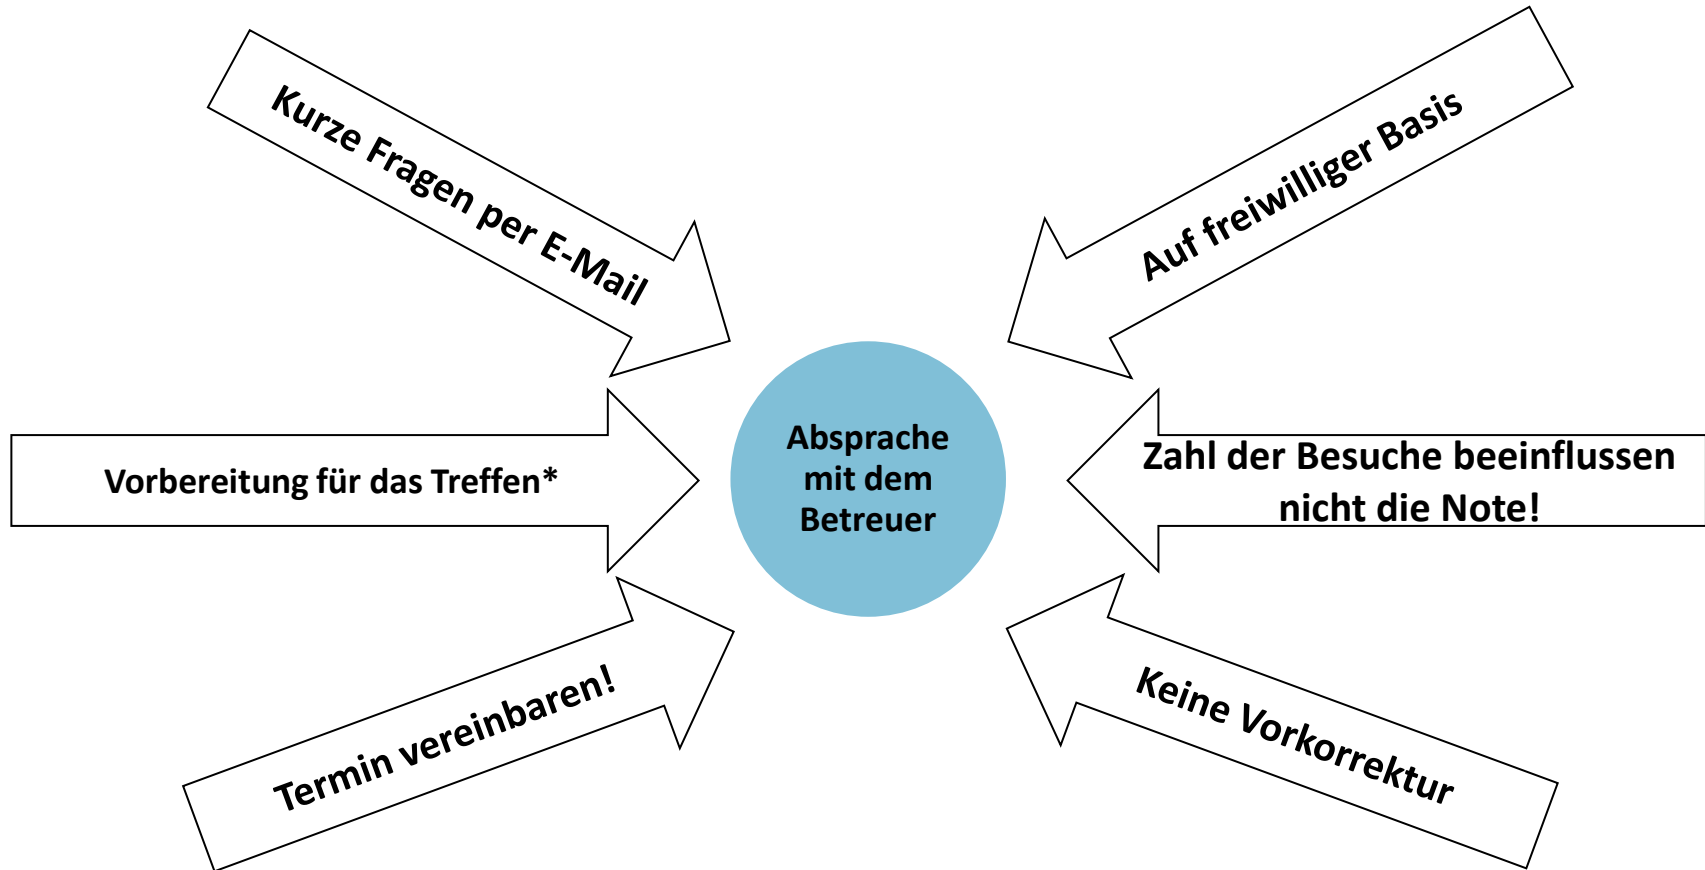 Kurze Fragen per E-Mail
Auf freiwilliger Basis
Vorbereitung für das Treffen*
Absprache
mit dem
Betreuer
Zahl der Besuche beeinflussen
nicht die Note!
Termin vereinbaren!
Keine Vorkorrektur